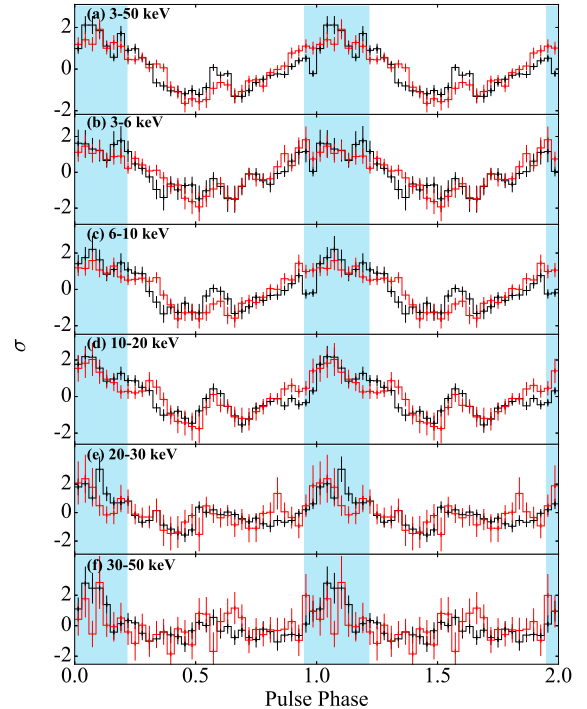 (a) 3-50 keV
2
0
-2
(b) 3-6 keV
2
0
-2
(c) 6-10 keV
2
0
-2
(d) 10-20 keV
2
0
-2
(e) 20-30 keV
2
0
-2
(f) 30-50 keV
2
0
-2
σ
0.0 0.5 1.0 1.5 2.0
Pulse Phase